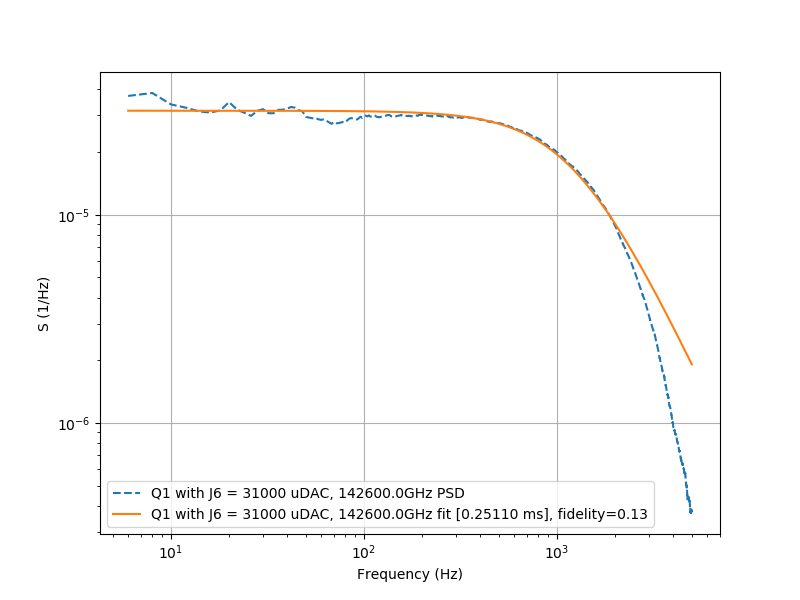 S (1/Hz)
10⁻⁵
10⁻⁶
Q1 with J6 = 31000 uDAC, 142600.0GHz PSD
Q1 with J6 = 31000 uDAC, 142600.0GHz fit [0.25110 ms], fidelity=0.13
10¹ 10² 10³
Frequency (Hz)